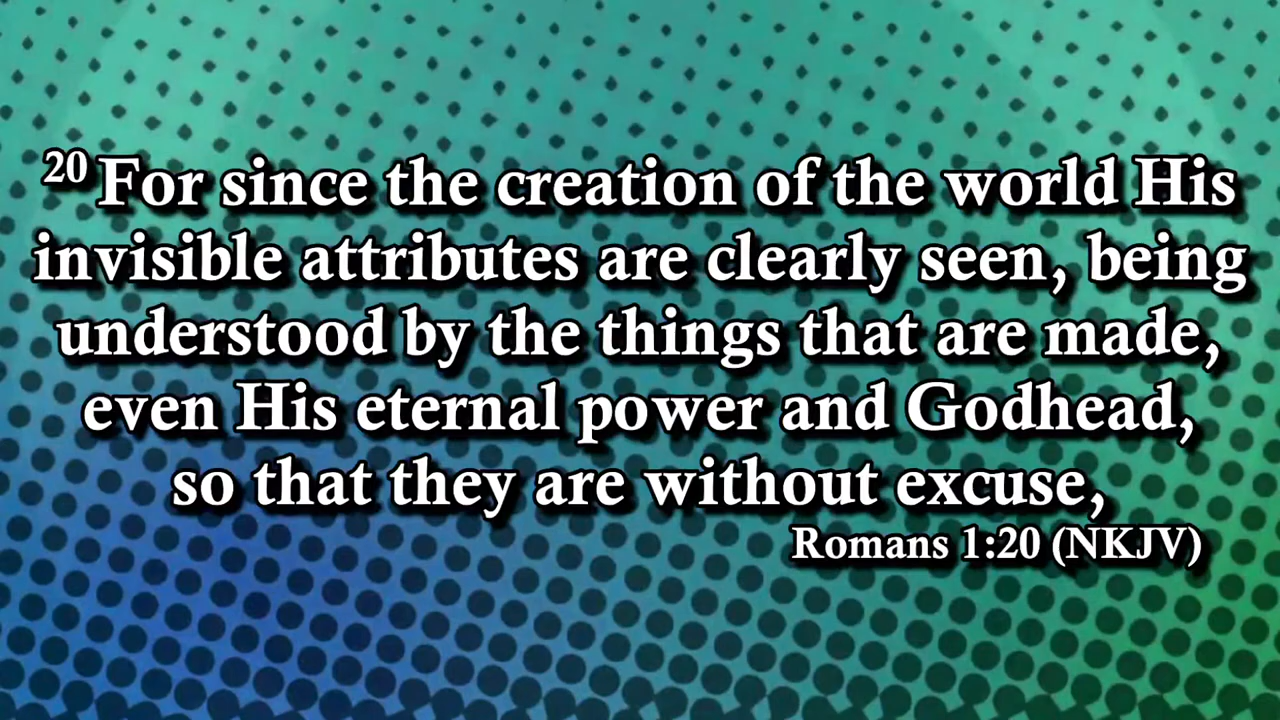 20 For since the creation of the world His
invisible attributes are clearly seen, being
understood by the things that are made,
even His eternal power and Godhead,
so that they are without excuse,
Romans 1:20 (NKJV)